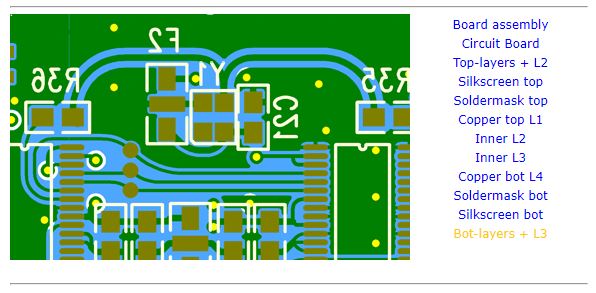 F2
Y1
R36
R35
C21
Board assembly
Circuit Board
Top-layers + L2
Silkscreen top
Soldermask top
Copper top L1
Inner L2
Inner L3
Copper bot L4
Soldermask bot
Silkscreen bot
Bot-layers + L3